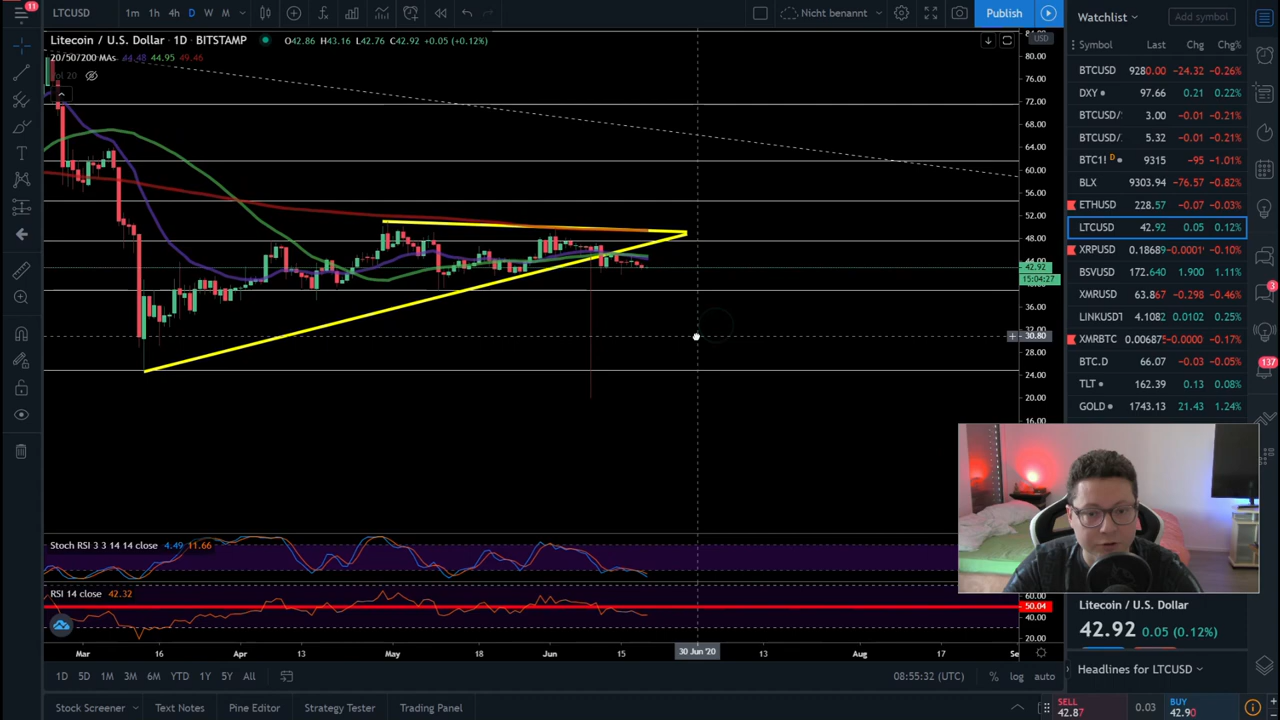 11
LTCUSD 1m 1h 4h D W M Nicht benannt Publish
Litecoin / U.S. Dollar · 1D · BITSTAMP O42.86 H43.16 L42.76 C42.92 +0.05 (+0.12%)
20/50/200 MAs 44.48 44.95 49.46
Vol 20
USD
80.00
76.00
72.00
68.00
64.00
60.00
56.00
52.00
48.00
44.00
42.92
15:04:27
36.00
32.00
30.80
28.00
24.00
20.00
16.00
Stoch RSI 3 3 14 14 close 4.49 11.66
RSI 14 close 42.32
60.00
50.04
40.00
20.00
Mar 16 Apr 13 May 18 Jun 15 30 Jun '20 13 Aug 17 Se
1D 5D 1M 3M 6M YTD 1Y 5Y All 08:55:32 (UTC) % log auto
Stock Screener Text Notes Pine Editor Strategy Tester Trading Panel
Watchlist Add symbol
Symbol Last Chg Chg%
BTCUSD 9280.00 -24.32 -0.26%
DXY 97.66 0.21 0.22%
BTCUSD/ 3.00 -0.01 -0.21%
BTCUSD/ 5.32 -0.01 -0.21%
BTC1! D 9315 -95 -1.01%
BLX 9303.94 -76.57 -0.82%
ETHUSD 228.57 -0.07 -0.03%
LTCUSD 42.92 0.05 0.12%
XRPUSD 0.18689 -0.0001 -0.10%
BSVUSD 172.640 1.900 1.11%
XMRUSD 63.867 -0.298 -0.46%
LINKUSDT 4.1082 0.0102 0.25%
XMRBTC 0.006875 -0.0000 -0.17%
BTC.D 66.07 -0.03 -0.05%
TLT 162.39 0.13 0.08%
GOLD 1743.13 21.43 1.24%
3
137
Litecoin / U.S. Dollar
42.92 0.05 (0.12%)
Headlines for LTCUSD
SELL
42.87
0.03
BUY
42.90